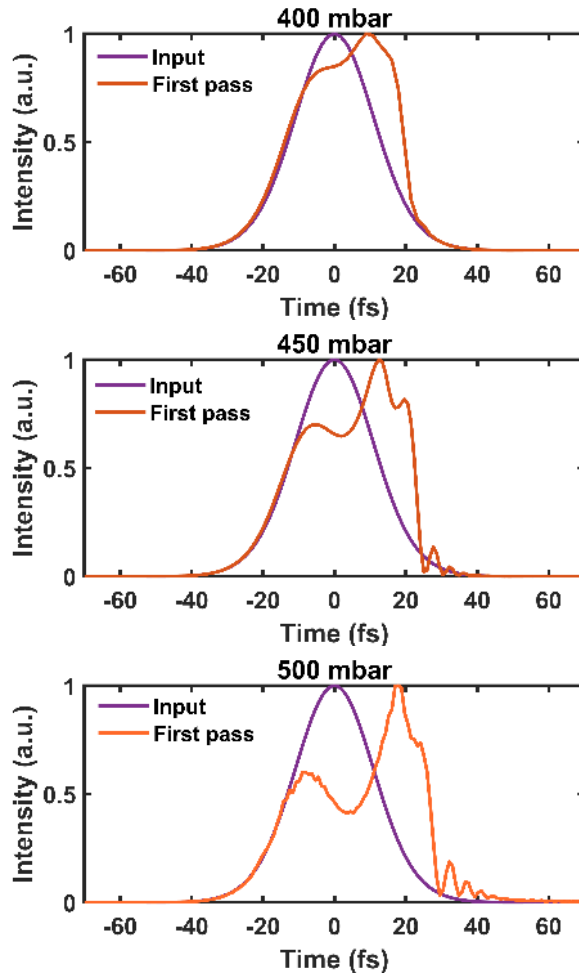 400 mbar
1
Input
First pass
0.5
Intensity (a.u.)
0
-60 -40 -20 0 20 40 60
Time (fs)
450 mbar
1
Input
First pass
0.5
Intensity (a.u.)
0
-60 -40 -20 0 20 40 60
Time (fs)
500 mbar
1
Input
First pass
0.5
Intensity (a.u.)
0
-60 -40 -20 0 20 40 60
Time (fs)